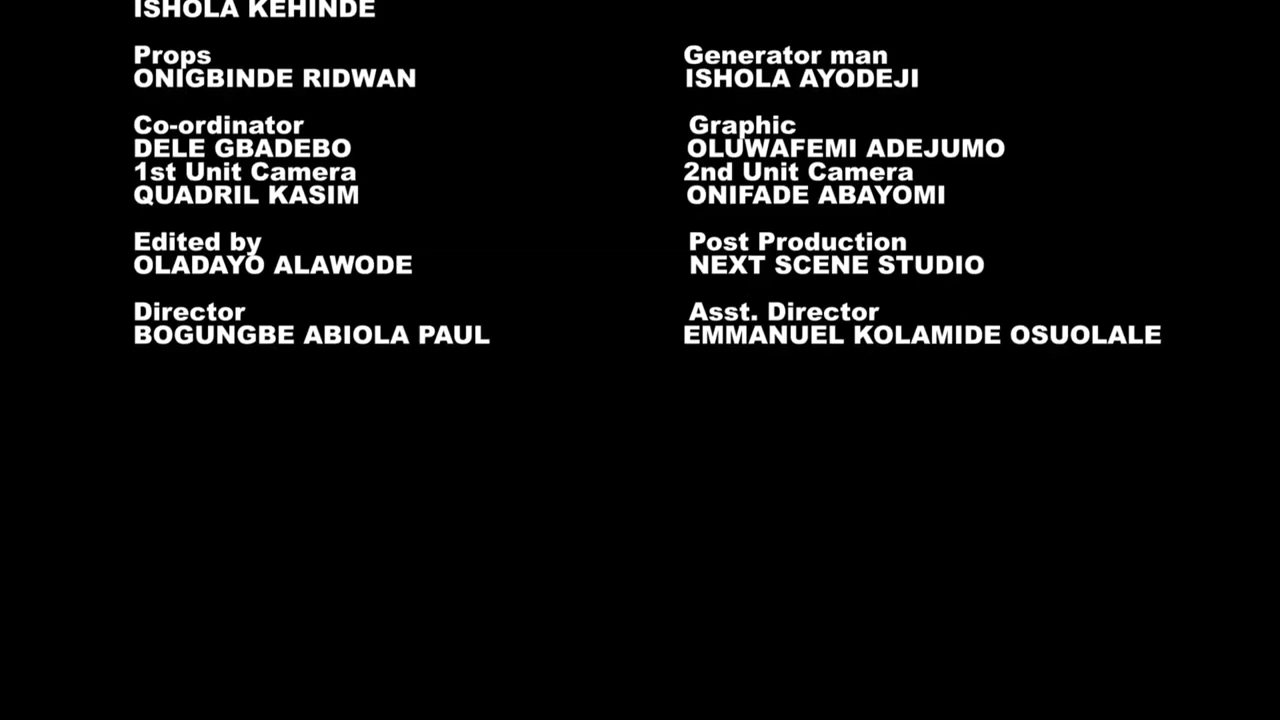 ISHOLA KEHINDE
Props
ONIGBINDE RIDWAN
Generator man
ISHOLA AYODEJI
Co-ordinator
DELE GBADEBO
Graphic
OLUWAFEMI ADEJUMO
1st Unit Camera
QUADRIL KASIM
2nd Unit Camera
ONIFADE ABAYOMI
Edited by
OLADAYO ALAWODE
Post Production
NEXT SCENE STUDIO
Director
BOGUNGBE ABIOLA PAUL
Asst. Director
EMMANUEL KOLAMIDE OSUOLALE